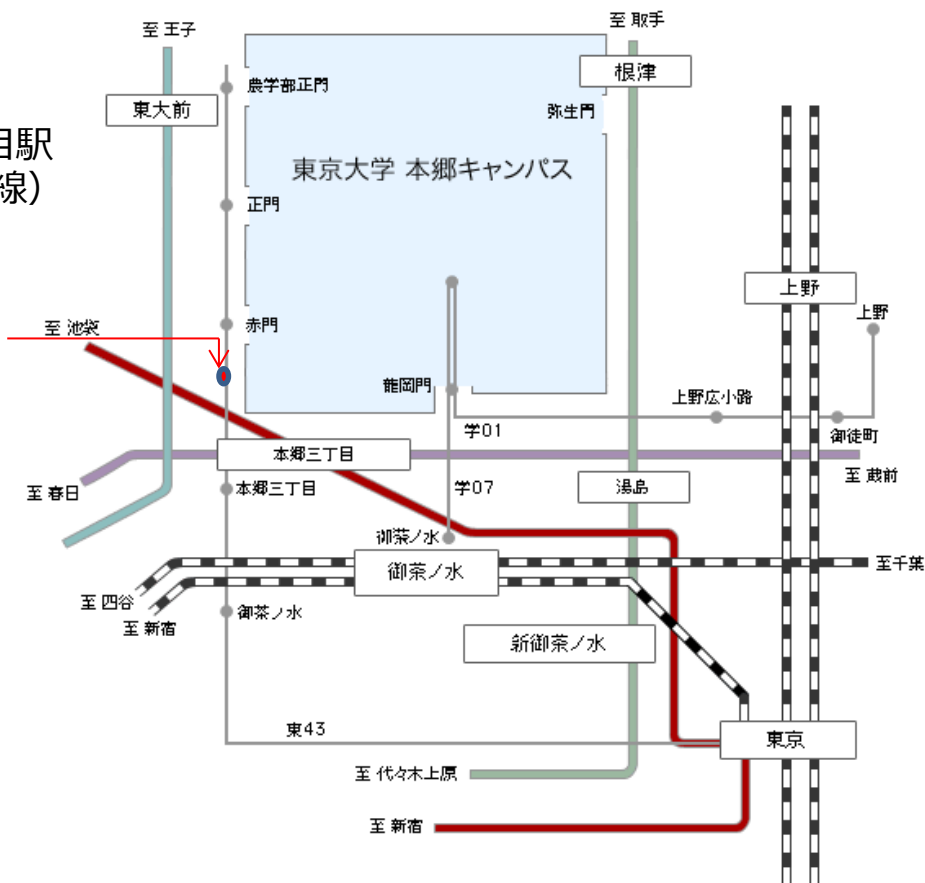 至 取手
至 王子
根津
農学部正門
東大前
弥生門
目駅
東京大学 本郷キャンパス
線）
正門
上野
上野
赤門
至 池袋
龍岡門
上野広小路
学01
御徒町
本郷三丁目
至 蔵前
本郷三丁目
学07
湯島
至 春日
御茶ノ水
御茶ノ水
至千葉
至 四谷
御茶ノ水
至 新宿
新御茶ノ水
東43
東京
至 代々木上原
至 新宿